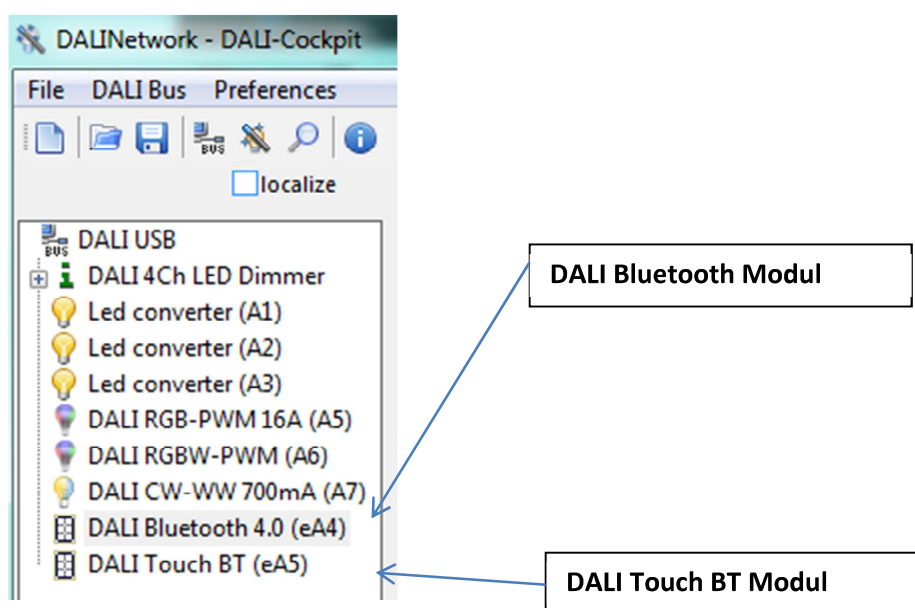 DALINetwork - DALI-Cockpit
File DALI Bus Preferences
BUS
localize
BUS DALI USB
DALI 4Ch LED Dimmer
Led converter (A1)
Led converter (A2)
Led converter (A3)
DALI RGB-PWM 16A (A5)
DALI RGBW-PWM (A6)
DALI CW-WW 700mA (A7)
DALI Bluetooth 4.0 (eA4)
DALI Touch BT (eA5)
DALI Bluetooth Modul
DALI Touch BT Modul